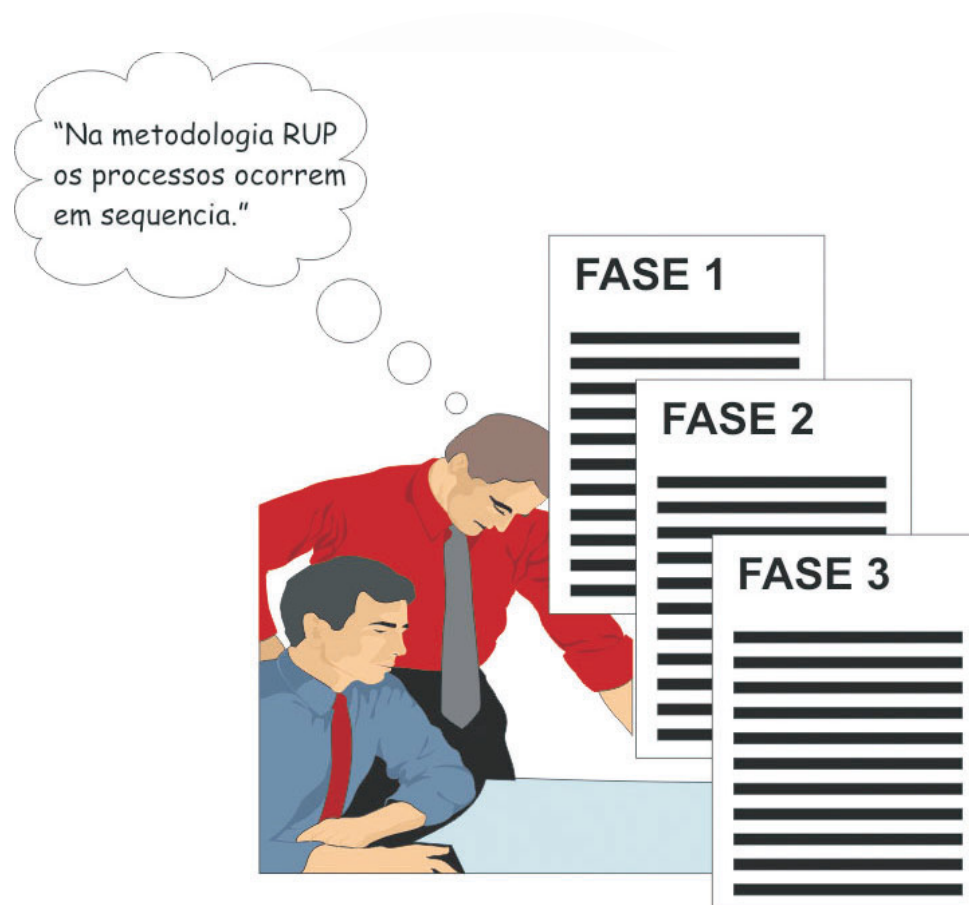 "Na metodologia RUP
os processos ocorrem
em sequencia."
FASE 1
FASE 2
FASE 3